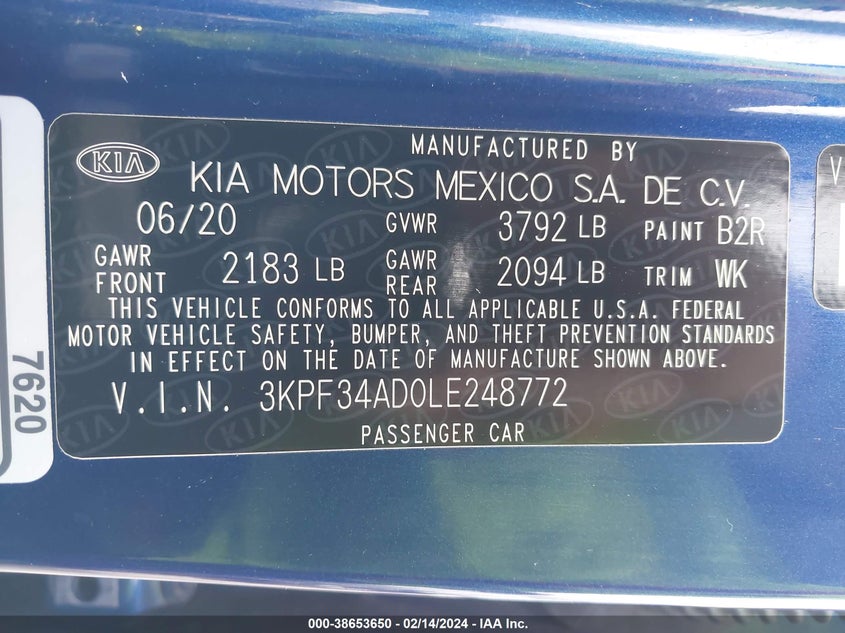 MANUFACTURED BY
KIA KIA MOTORS MEXICO S.A. DE C.V.
06/20 GVWR 3792 LB PAINT B2R
GAWR FRONT 2183 LB GAWR REAR 2094 LB TRIM WK
THIS VEHICLE CONFORMS TO ALL APPLICABLE U.S.A. FEDERAL
MOTOR VEHICLE SAFETY, BUMPER, AND THEFT PREVENTION STANDARDS
IN EFFECT ON THE DATE OF MANUFACTURE SHOWN ABOVE.
V.I.N. 3KPF34AD0LE248772
PASSENGER CAR
7620
V
000-38653650 - 02/14/2024 - IAA Inc.